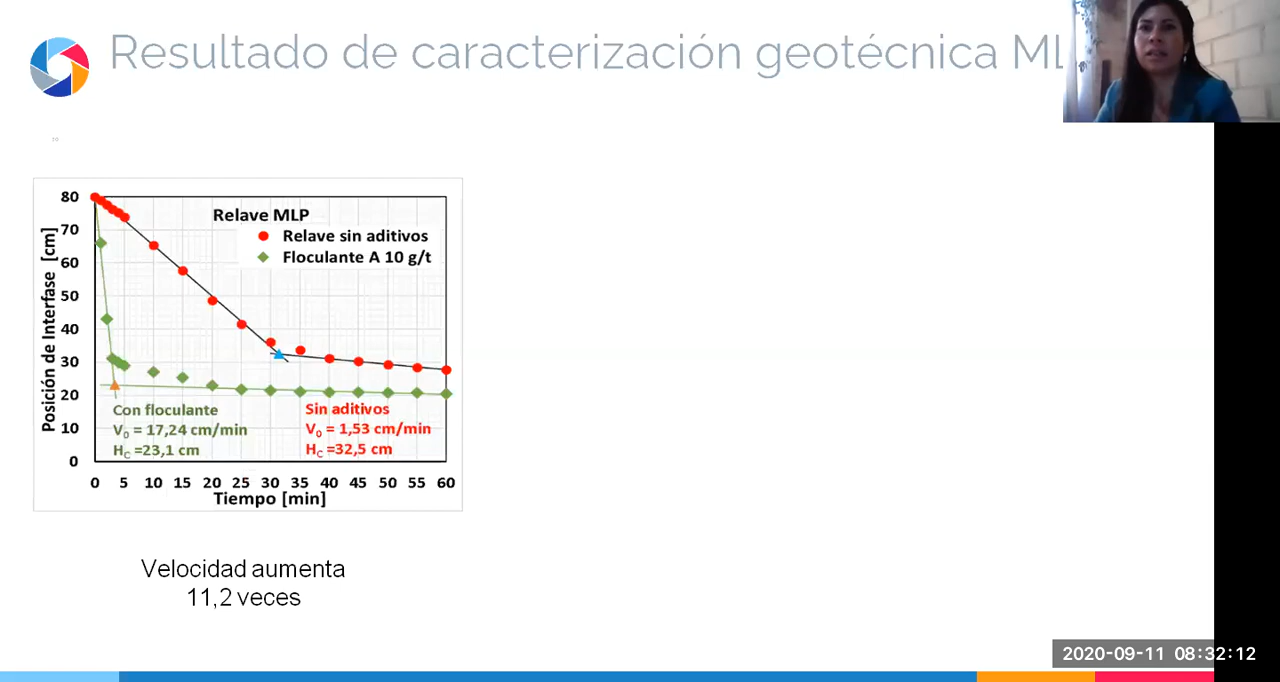 Resultado de caracterización geotécnica ML
80
70
60
50
40
30
20
10
0
Posición de Interfase [cm]
Relave MLP
Relave sin aditivos
Floculante A 10 g/t
Con floculante
V₀ = 17,24 cm/min
H_C =23,1 cm
Sin aditivos
V₀ = 1,53 cm/min
H_C =32,5 cm
0 5 10 15 20 25 30 35 40 45 50 55 60
Tiempo [min]
Velocidad aumenta
11,2 veces
2020-09-11 08:32:12